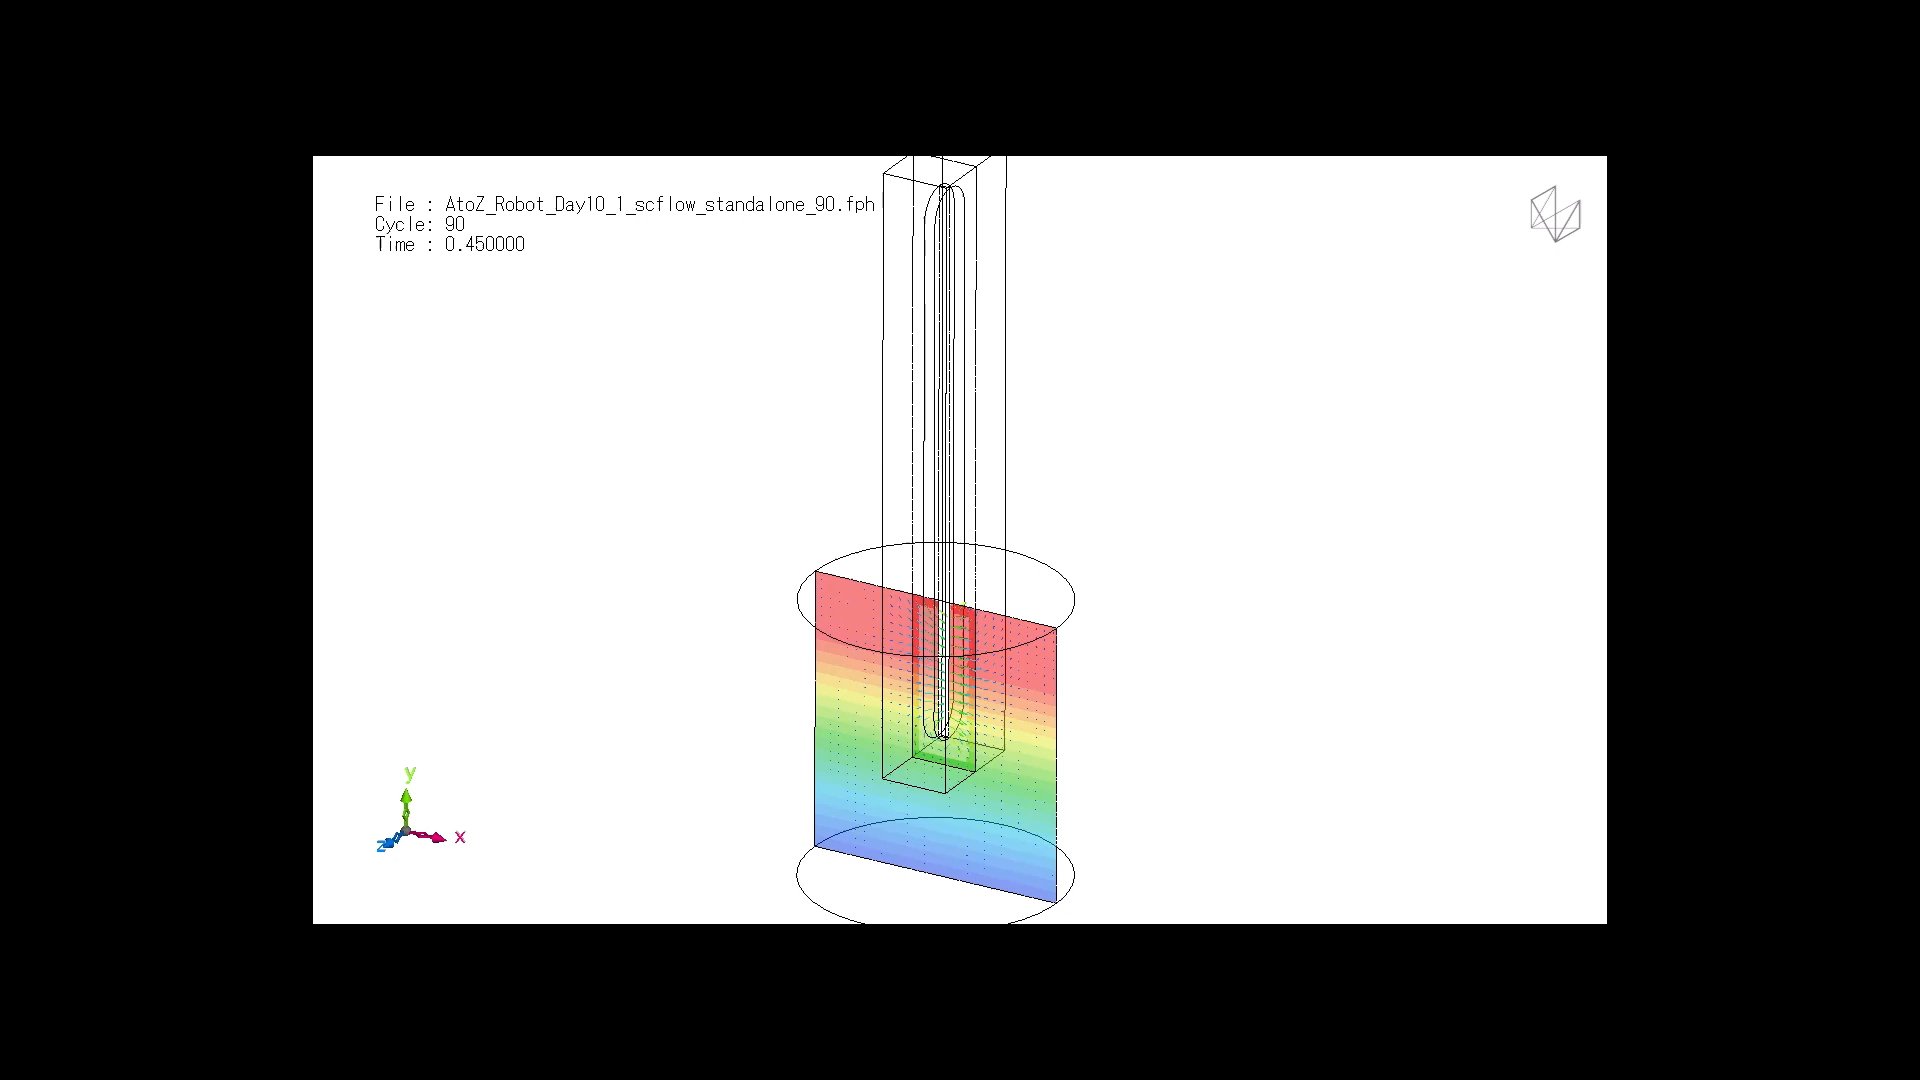 File : AtoZ_Robot_Day10_1_scflow_standalone_90.fph
Cycle: 90
Time : 0.450000
y
x
z